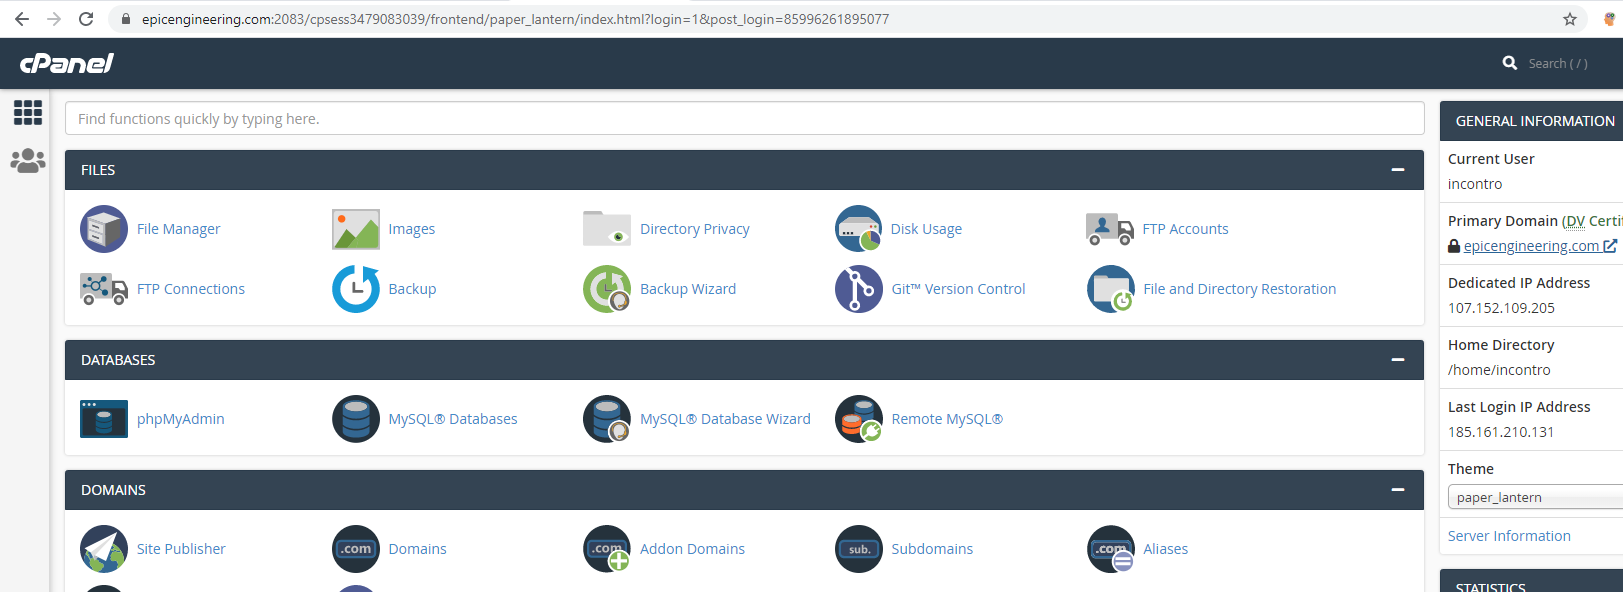 epicengineering.com:2083/cpsess3479083039/frontend/paper_lantern/index.html?login=1&post_login=85996261895077
cPanel
Search ( / )
Find functions quickly by typing here.
FILES
File Manager
Images
Directory Privacy
Disk Usage
FTP Accounts
FTP Connections
Backup
Backup Wizard
Git™ Version Control
File and Directory Restoration
DATABASES
phpMyAdmin
MySQL® Databases
MySQL® Database Wizard
Remote MySQL®
DOMAINS
.com
Site Publisher
Domains
.com
Addon Domains
sub.
Subdomains
.com
Aliases
GENERAL INFORMATION
Current User
incontro
Primary Domain (DV Certi
epicengineering.com
Dedicated IP Address
107.152.109.205
Home Directory
/home/incontro
Last Login IP Address
185.161.210.131
Theme
paper_lantern
Server Information
STATISTICS